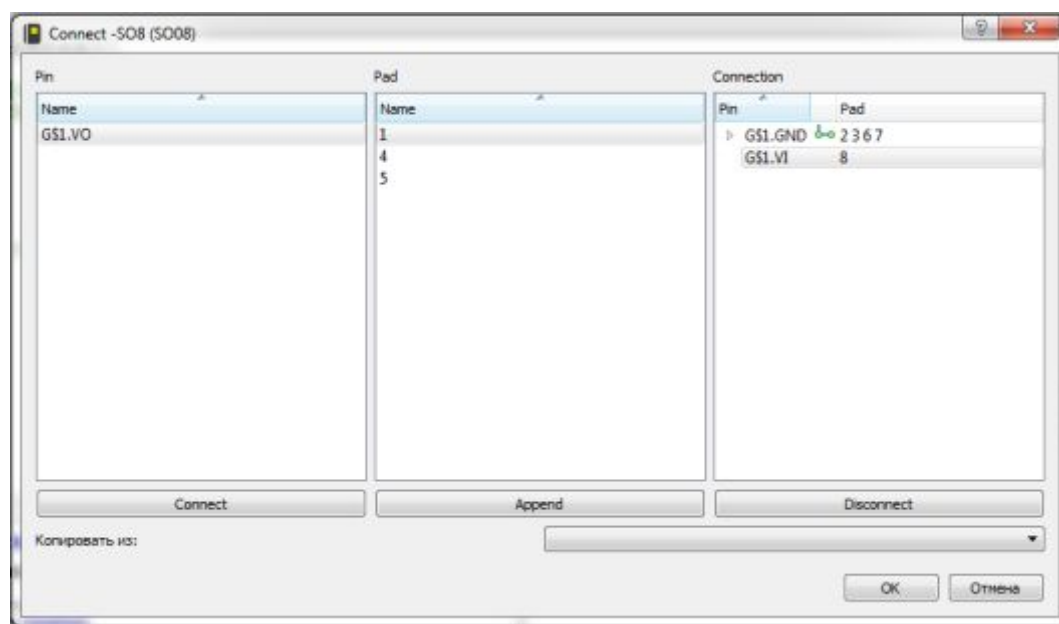 Connect -SO8 (SO08)
Pin Pad Connection
Name Name Pin Pad
G$1.VO 1 G$1.GND 2 3 6 7
4 G$1.VI 8
5
Connect Append Disconnect
Копировать из:
OK Отмена